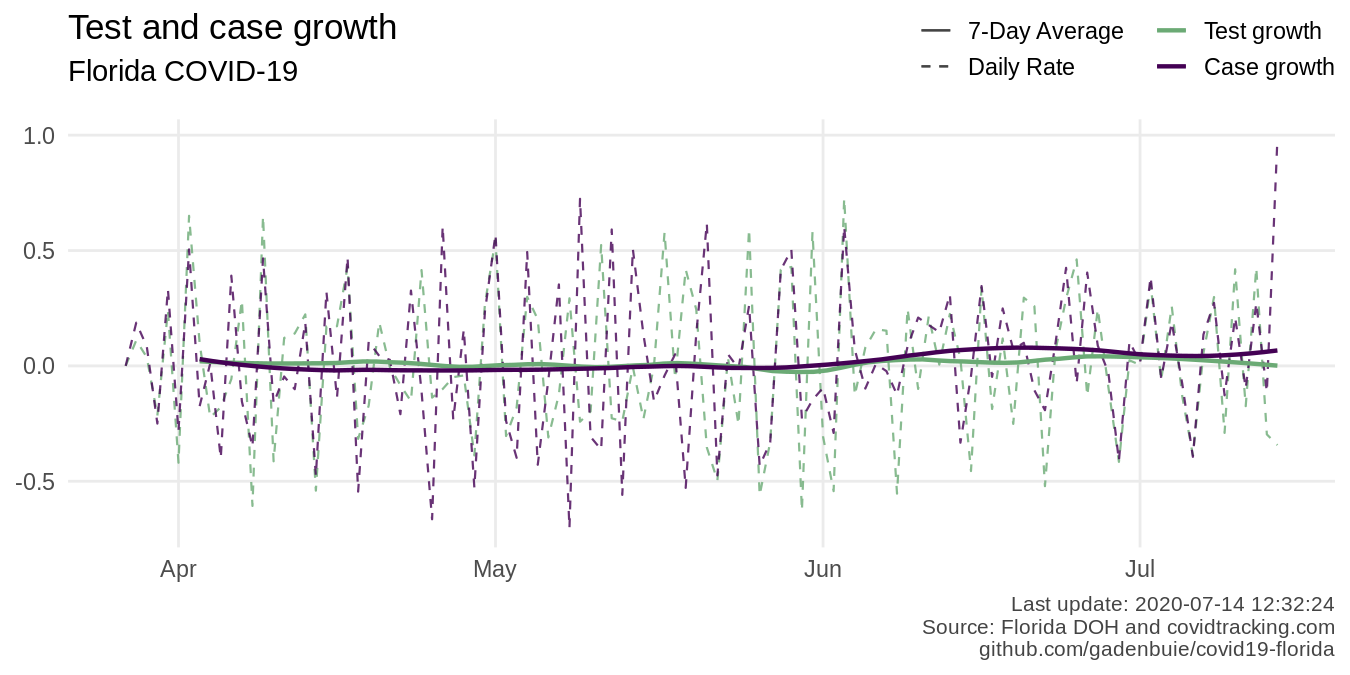 Test and case growth
Florida COVID-19
7-Day Average
Test growth
Daily Rate
Case growth
1.0
0.5
0.0
-0.5
Apr
May
Jun
Jul
Last update: 2020-07-14 12:32:24
Source: Florida DOH and covidtracking.com
github.com/gadenbuie/covid19-florida